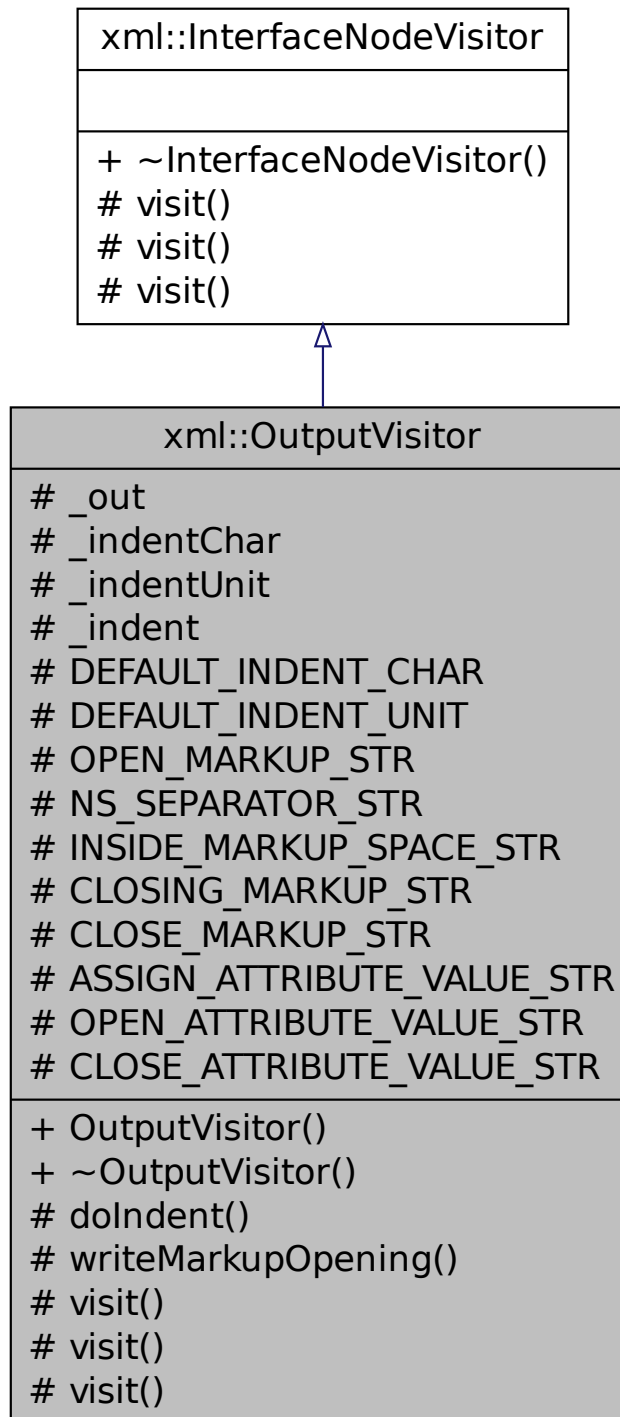 xml::InterfaceNodeVisitor
+ ~InterfaceNodeVisitor()
# visit()
# visit()
# visit()
xml::OutputVisitor
# _out
# _indentChar
# _indentUnit
# _indent
# DEFAULT_INDENT_CHAR
# DEFAULT_INDENT_UNIT
# OPEN_MARKUP_STR
# NS_SEPARATOR_STR
# INSIDE_MARKUP_SPACE_STR
# CLOSING_MARKUP_STR
# CLOSE_MARKUP_STR
# ASSIGN_ATTRIBUTE_VALUE_STR
# OPEN_ATTRIBUTE_VALUE_STR
# CLOSE_ATTRIBUTE_VALUE_STR
+ OutputVisitor()
+ ~OutputVisitor()
# doIndent()
# writeMarkupOpening()
# visit()
# visit()
# visit()